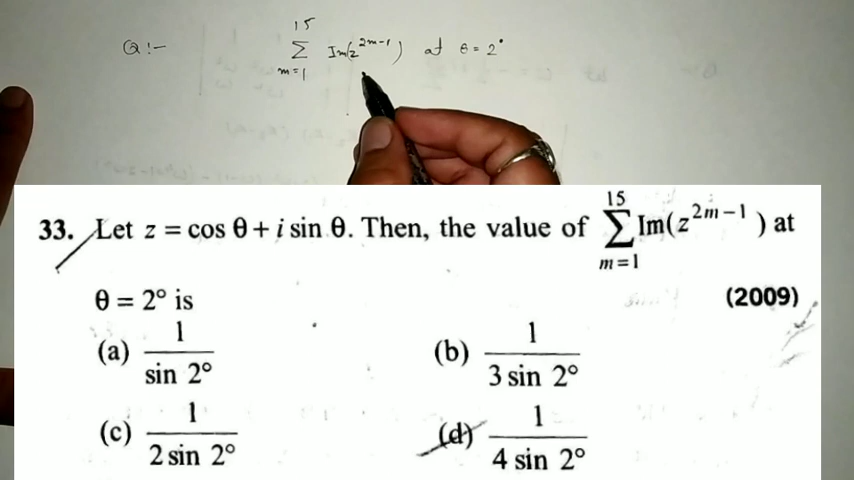 Q :- 15 ∑ m=1 Im(z^{2m-1}) at θ = 2°
33. Let z = cos θ + i sin θ. Then, the value of 15 ∑ m=1 Im(z^{2m-1}) at
θ = 2° is (2009)
(a) 1/sin 2° (b) 1/3 sin 2°
(c) 1/2 sin 2° (d) 1/4 sin 2°